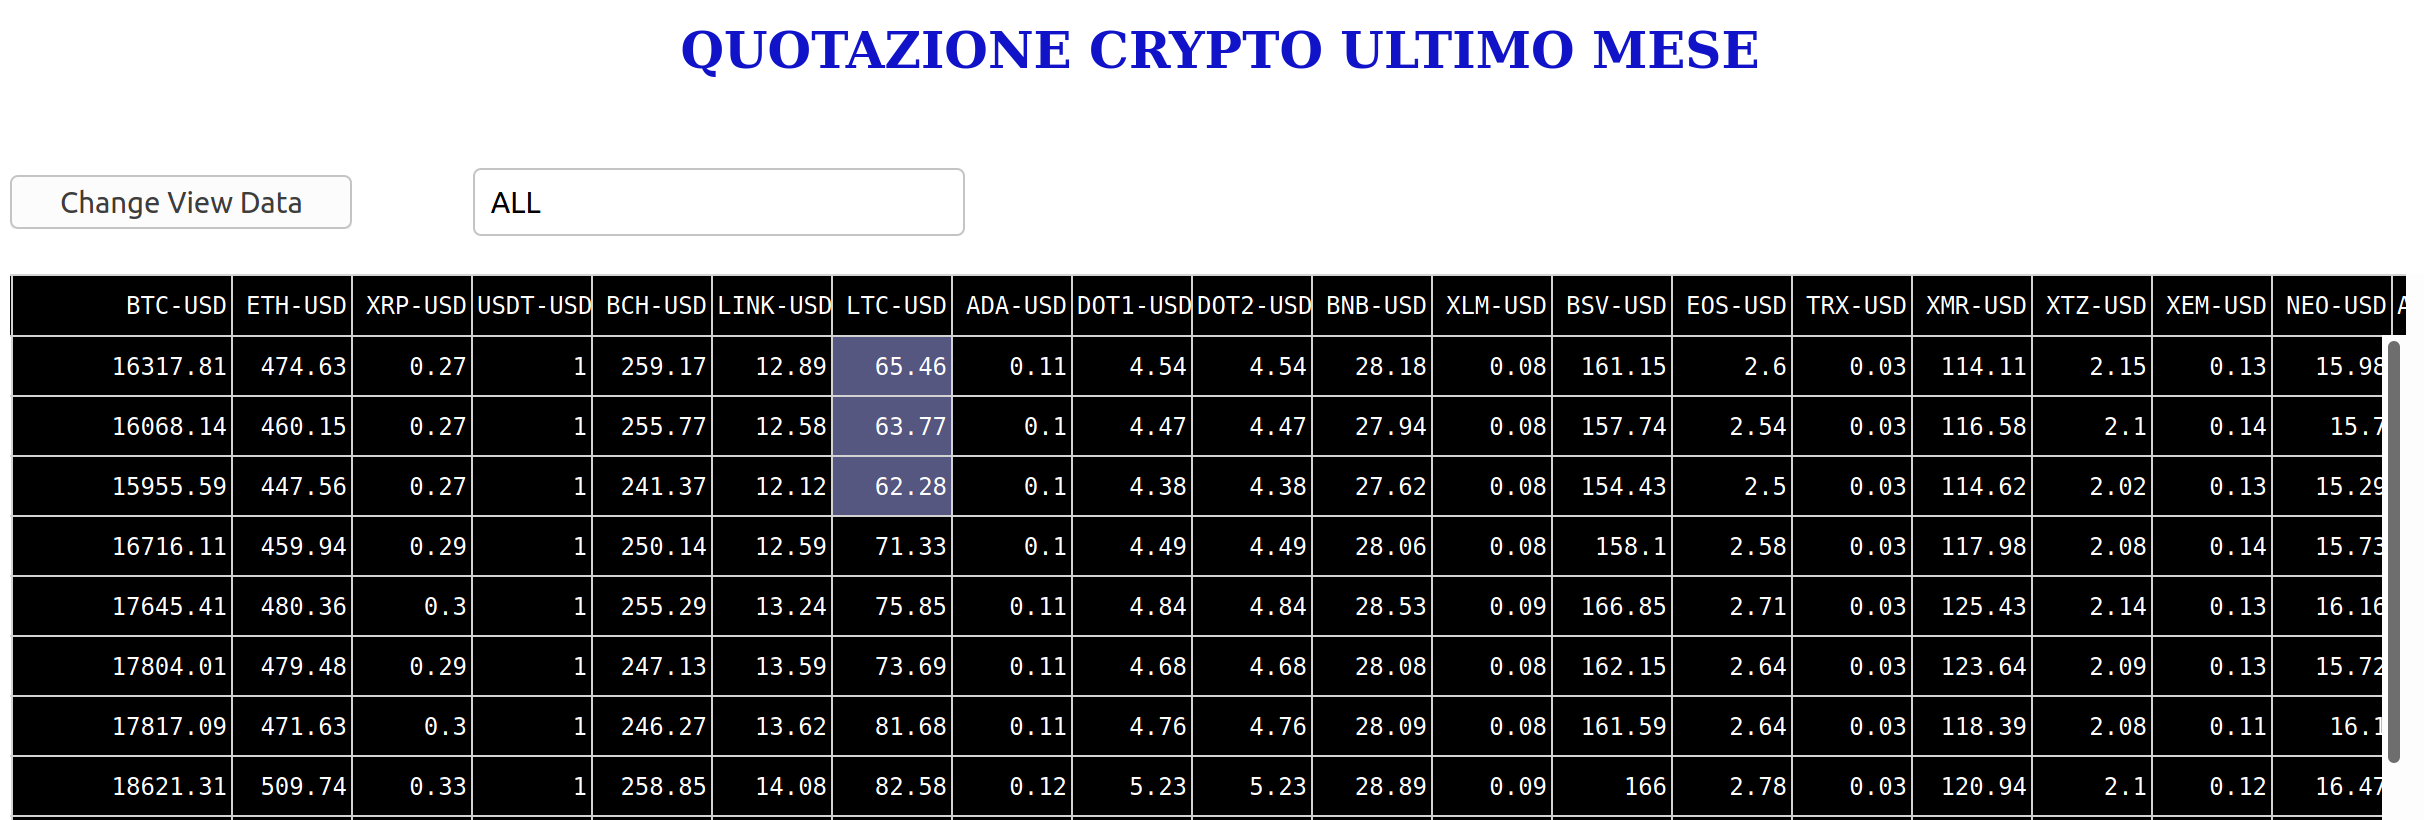 QUOTAZIONE CRYPTO ULTIMO MESE
Change View Data ALL
BTC-USD ETH-USD XRP-USD USDT-USD BCH-USD LINK-USD LTC-USD ADA-USD DOT1-USD DOT2-USD BNB-USD XLM-USD BSV-USD EOS-USD TRX-USD XMR-USD XTZ-USD XEM-USD NEO-USD
16317.81 474.63 0.27 1 259.17 12.89 65.46 0.11 4.54 4.54 28.18 0.08 161.15 2.6 0.03 114.11 2.15 0.13 15.98
16068.14 460.15 0.27 1 255.77 12.58 63.77 0.1 4.47 4.47 27.94 0.08 157.74 2.54 0.03 116.58 2.1 0.14 15.7
15955.59 447.56 0.27 1 241.37 12.12 62.28 0.1 4.38 4.38 27.62 0.08 154.43 2.5 0.03 114.62 2.02 0.13 15.29
16716.11 459.94 0.29 1 250.14 12.59 71.33 0.1 4.49 4.49 28.06 0.08 158.1 2.58 0.03 117.98 2.08 0.14 15.73
17645.41 480.36 0.3 1 255.29 13.24 75.85 0.11 4.84 4.84 28.53 0.09 166.85 2.71 0.03 125.43 2.14 0.13 16.16
17804.01 479.48 0.29 1 247.13 13.59 73.69 0.11 4.68 4.68 28.08 0.08 162.15 2.64 0.03 123.64 2.09 0.13 15.72
17817.09 471.63 0.3 1 246.27 13.62 81.68 0.11 4.76 4.76 28.09 0.08 161.59 2.64 0.03 118.39 2.08 0.11 16.1
18621.31 509.74 0.33 1 258.85 14.08 82.58 0.12 5.23 5.23 28.89 0.09 166 2.78 0.03 120.94 2.1 0.12 16.47